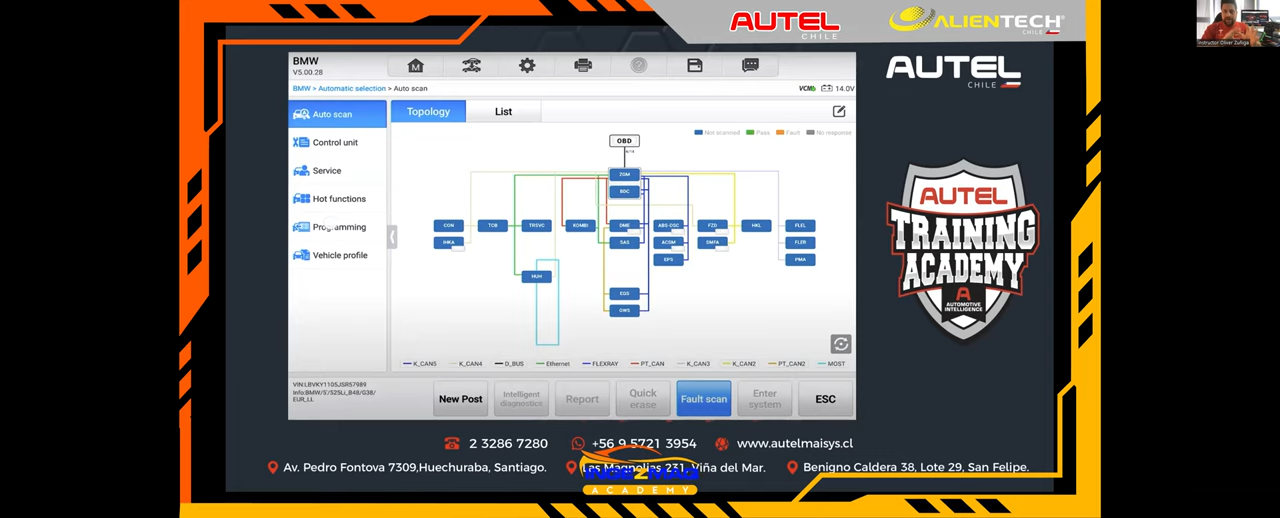 AUTEL
CHILE
ALIENTECH
CHILE
Instructor Oliver Zuñiga
AUTEL
CHILE
BMW
V5.00.28
BMW > Automatic selection > Auto scan
VCMI
14.0V
Auto scan
Control unit
Service
Hot functions
Programming
Vehicle profile
Topology
List
Not scanned
Pass
Fault
No response
OBD
ZGM
BDC
CON
TCB
TRSVC
KOMBI
DME
ABS-DSC
FZD
HKL
FLEL
IHKA
SAS
ACSM
SMFA
FLER
EPS
PMA
HUH
EGS
GWS
K_CAN5
K_CAN4
D_BUS
Ethernet
FLEXRAY
PT_CAN
K_CAN3
K_CAN2
PT_CAN2
MOST
VIN:LBVKY1105JSR57989
Info:BMW/5'/525Li_B48/G38/
EUR_LL
New Post
Intelligent
diagnostics
Report
Quick
erase
Fault scan
Enter
system
ESC
AUTEL
TRAINING
ACADEMY
A
AUTOMOTIVE
INTELLIGENCE
2 3286 7280
+56 9 5721 3954
www.autelmaisys.cl
Av. Pedro Fontova 7309,Huechuraba, Santiago.
Las Magnolias 231, Viña del Mar.
Benigno Caldera 38, Lote 29, San Felipe.
ACADEMY